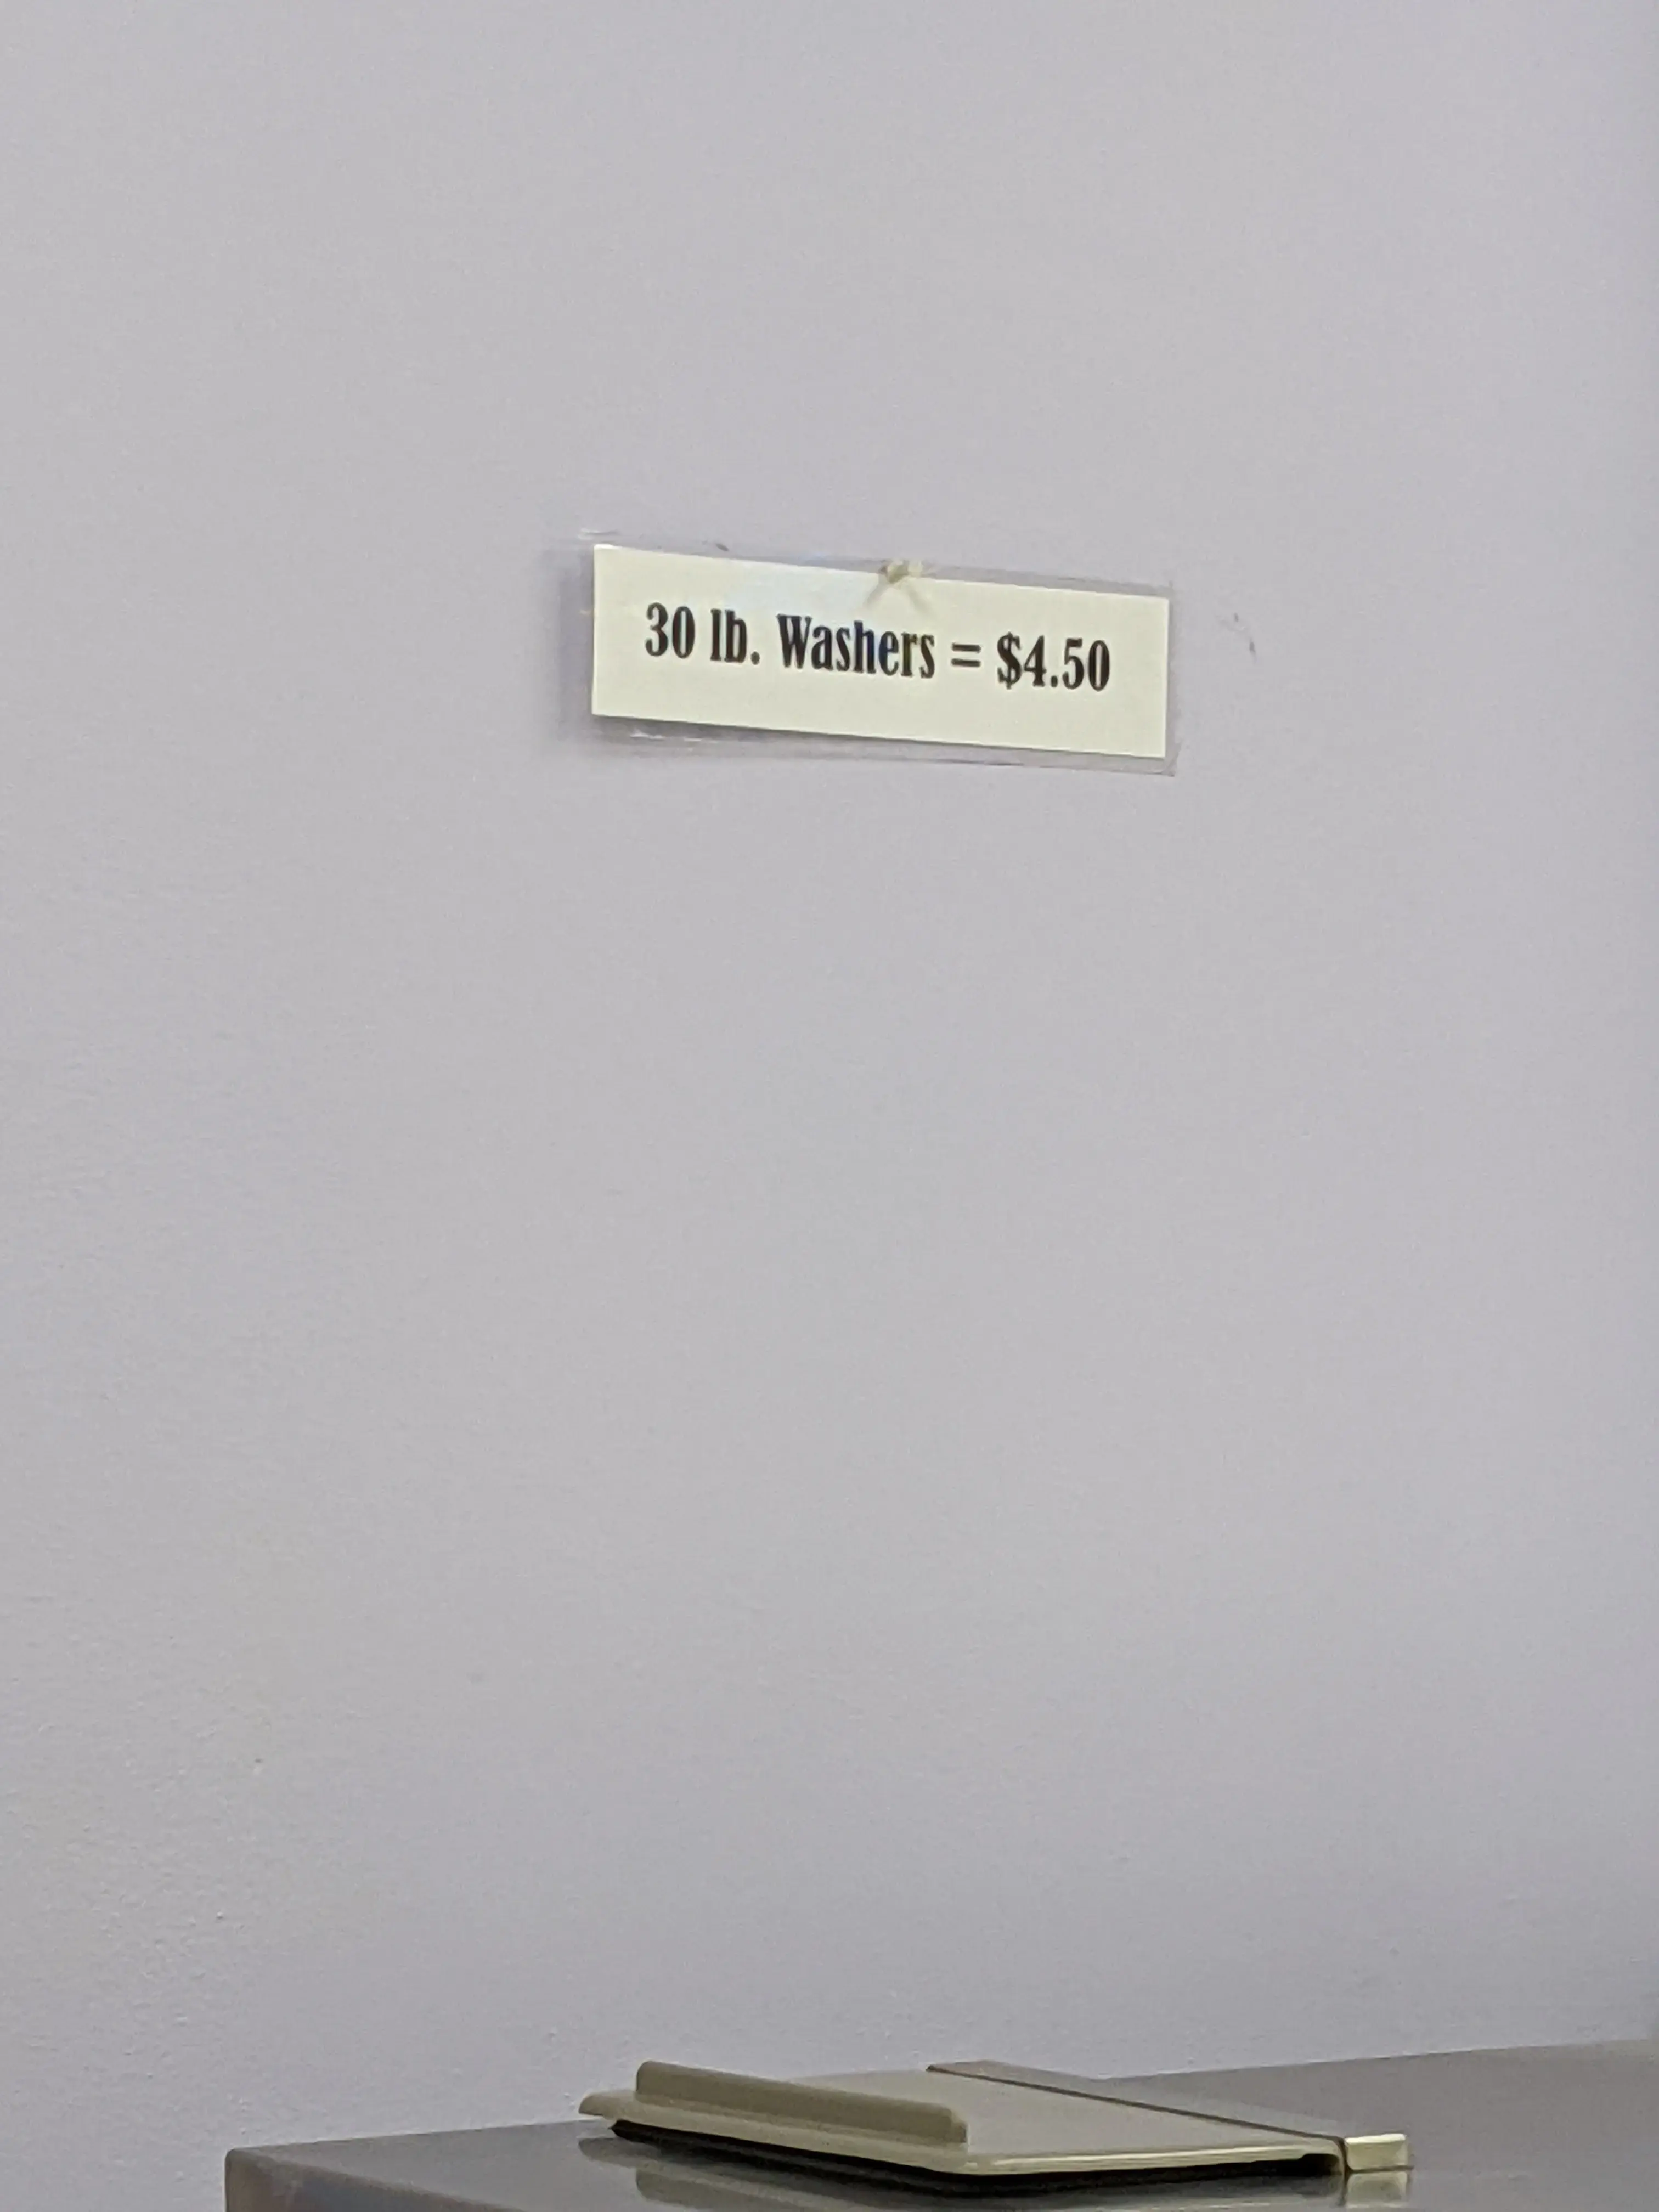 30 lb. Washers = $4.50